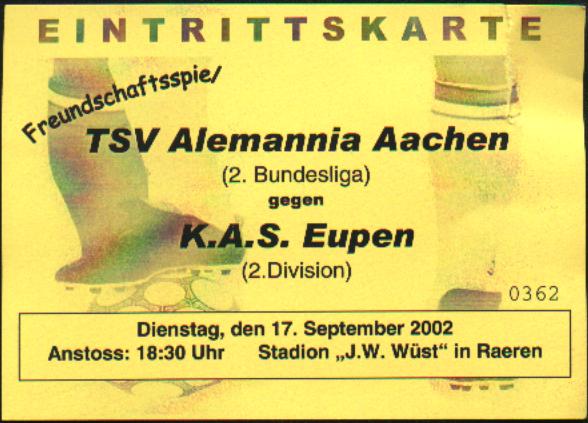 EINTRITTSKARTE
Freundschaftsspiel
TSV Alemannia Aachen
(2. Bundesliga)
gegen
K.A.S. Eupen
(2.Division)
0362
Dienstag, den 17. September 2002
Anstoss: 18:30 Uhr Stadion „J.W. Wüst" in Raeren